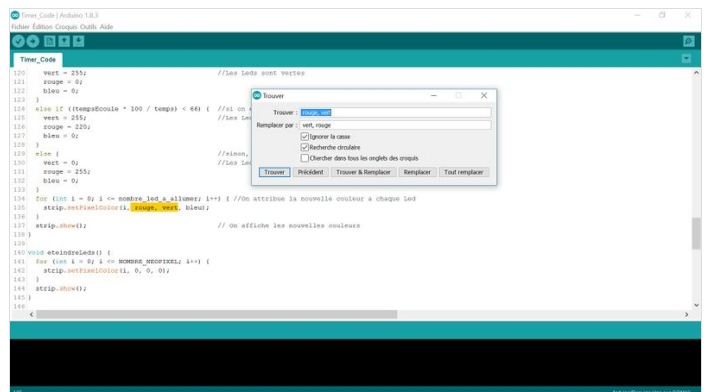 Timer_Code | Arduino 1.8.3
Fichier Édition Croquis Outils Aide
Timer_Code
120 vert = 255; //Les Leds sont vertes
121 rouge = 0;
122 bleu = 0;
123 }
124 else if ((tempsEcoule * 100 / temps) < 66) { //si on
125 vert = 255; //Les Led
126 rouge = 220;
127 bleu = 0;
128 }
129 else { //sinon,
130 vert = 0; //Les Led
131 rouge = 255;
132 bleu = 0;
133 }
134 for (int i = 0; i <= nombre_led_a_allumer; i++) { //On attribue la nouvelle couleur a chaque Led
135 strip.setPixelColor(i, rouge, vert, bleu);
136 }
137 strip.show(); // On affiche les nouvelles couleurs
138 }
139
140 void eteindreLeds() {
141 for (int i = 0; i <= NOMBRE_NEOPIXEL; i++) {
142 strip.setPixelColor(i, 0, 0, 0);
143 }
144 strip.show();
145 }
146
Trouver
Trouver : rouge, vert
Remplacer par : vert, rouge
Ignorer la casse
Recherche circulaire
Chercher dans tous les onglets des croquis
Trouver Précédent Trouver & Remplacer Remplacer Tout remplacer